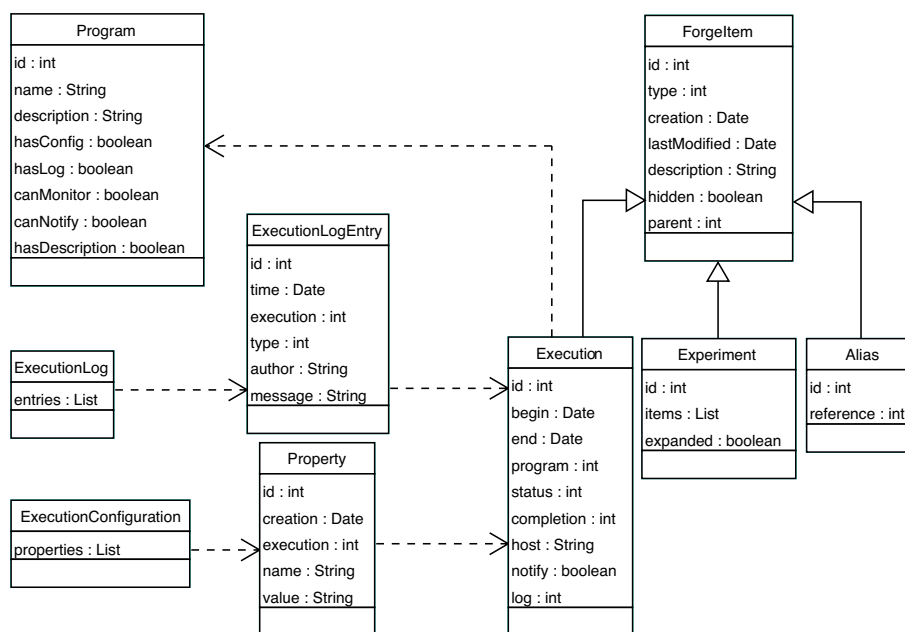 Program
id : int
name : String
description : String
hasConfig : boolean
hasLog : boolean
canMonitor : boolean
canNotify : boolean
hasDescription : boolean
ForgeItem
id : int
type : int
creation : Date
lastModified : Date
description : String
hidden : boolean
parent : int
ExecutionLogEntry
id : int
time : Date
execution : int
type : int
author : String
message : String
ExecutionLog
entries : List
Execution
id : int
begin : Date
end : Date
program : int
status : int
completion : int
host : String
notify : boolean
log : int
Experiment
id : int
items : List
expanded : boolean
Alias
id : int
reference : int
Property
id : int
creation : Date
execution : int
name : String
value : String
ExecutionConfiguration
properties : List